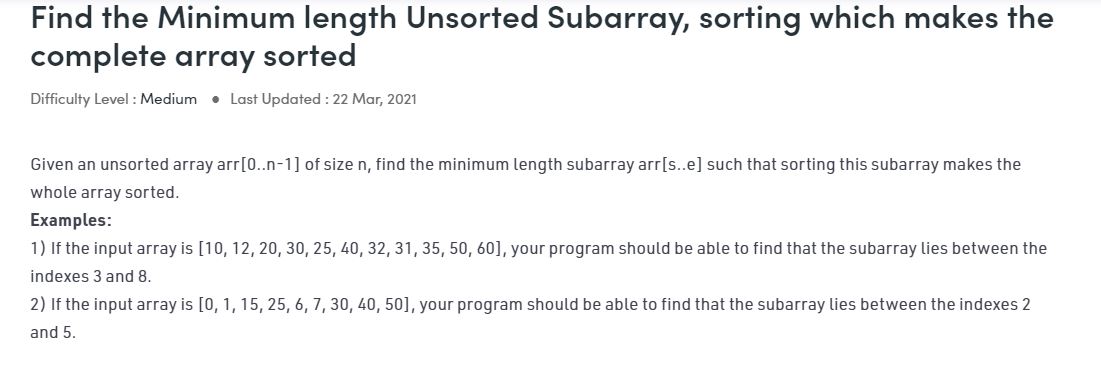 Find the Minimum length Unsorted Subarray, sorting which makes the
complete array sorted
Difficulty Level : Medium ● Last Updated : 22 Mar, 2021
Given an unsorted array arr[0..n-1] of size n, find the minimum length subarray arr[s..e] such that sorting this subarray makes the
whole array sorted.
Examples:
1) If the input array is [10, 12, 20, 30, 25, 40, 32, 31, 35, 50, 60], your program should be able to find that the subarray lies between the
indexes 3 and 8.
2) If the input array is [0, 1, 15, 25, 6, 7, 30, 40, 50], your program should be able to find that the subarray lies between the indexes 2
and 5.